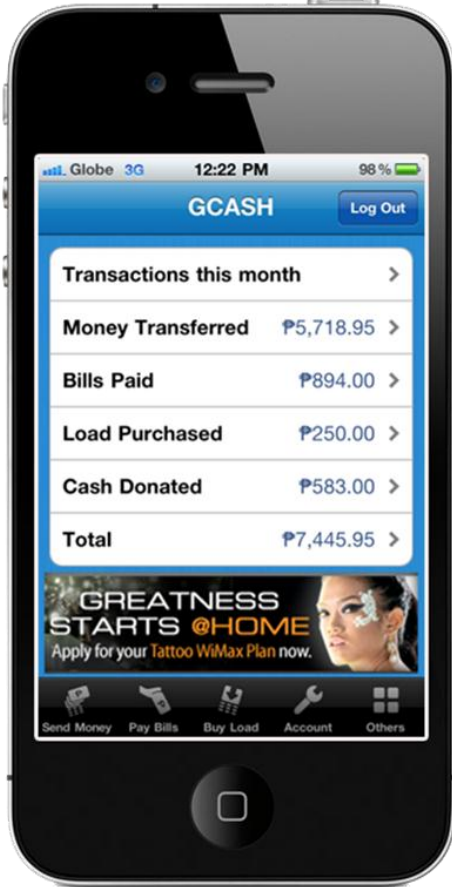 Globe 3G 12:22 PM 98 %
GCASH Log Out
Transactions this month
Money Transferred ₱5,718.95
Bills Paid ₱894.00
Load Purchased ₱250.00
Cash Donated ₱583.00
Total ₱7,445.95
GREATNESS
STARTS @HOME
Apply for your Tattoo WiMax Plan now.
Send Money Pay Bills Buy Load Account Others